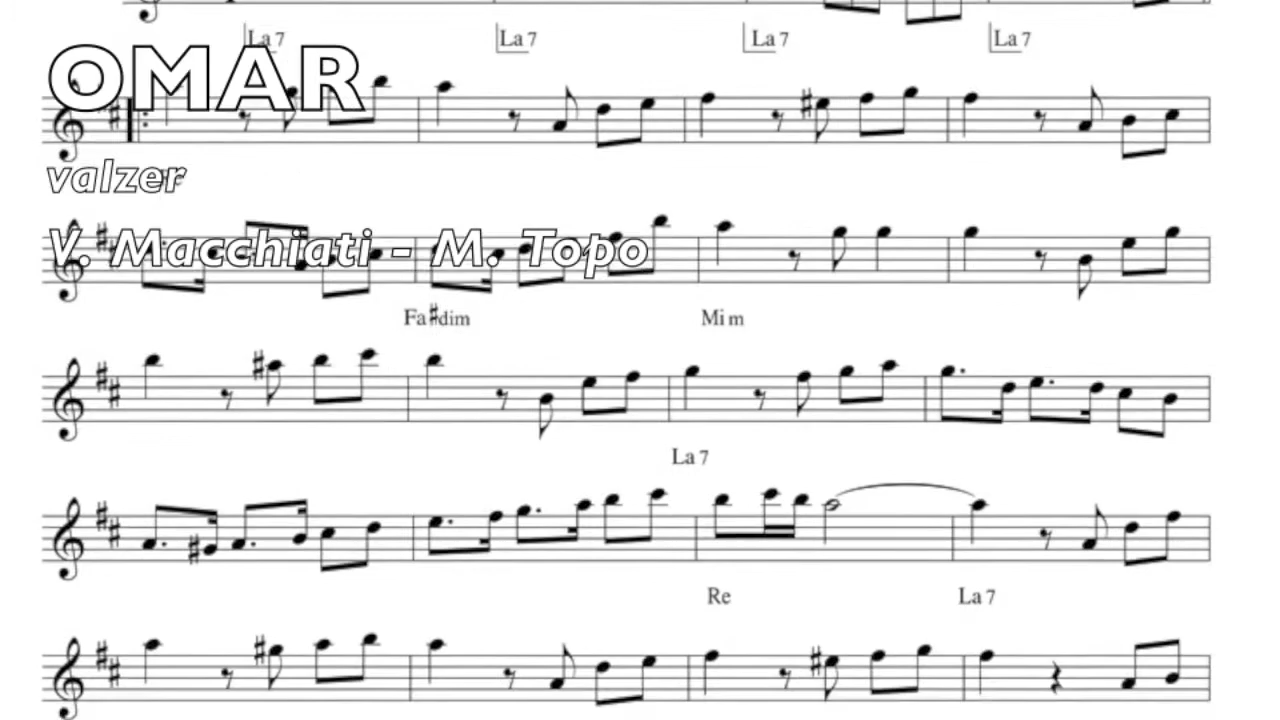 La 7 La 7 La 7 La 7
OMAR
valzer
V. Macchiati - M. Topo
Fa#dim Mi m
La 7
Re La 7